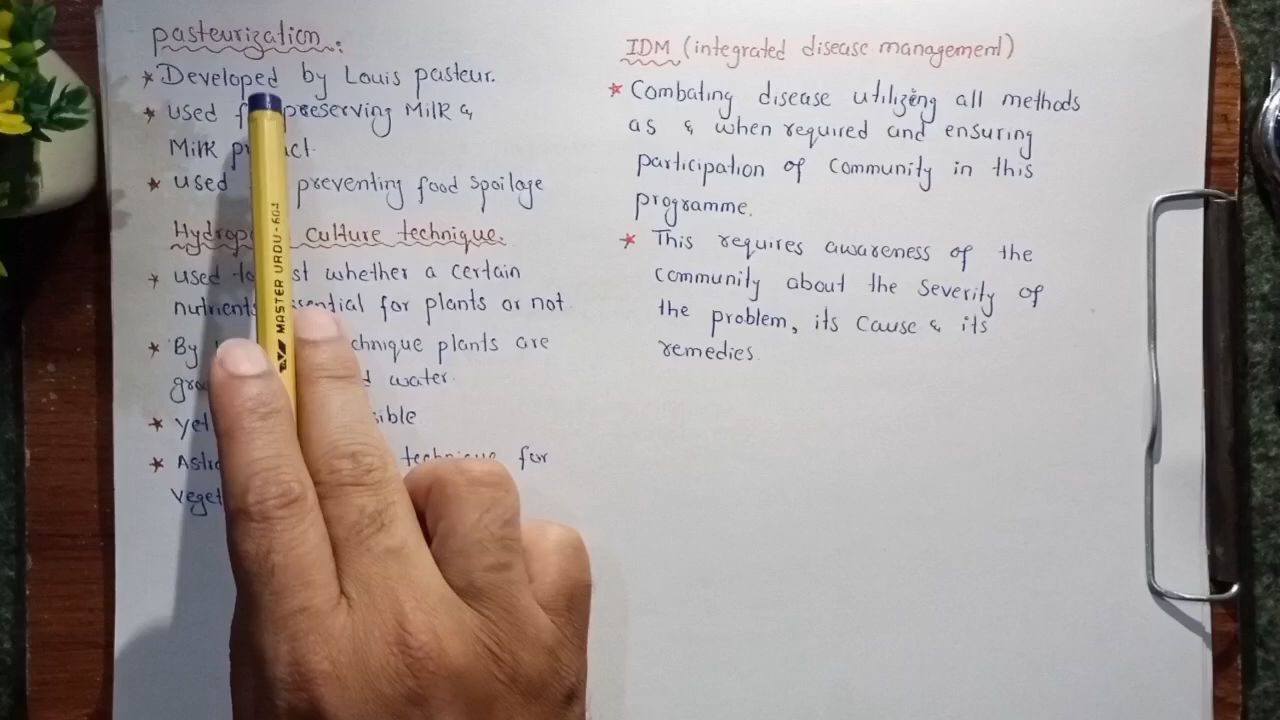 pasteurization:
* Developed by Louis pasteur.
* used preserving Milk &
Milk
* used preventing food spoilage
culture technique:
* used whether a certain
nutrients for plants or not.
* By plants are
water.
* yet
* technique for
IDM (integrated disease management)
* Combating disease utilizing all methods
as & when required and ensuring
participation of community in this
programme.
* This requires awareness of the
community about the severity of
the problem, its cause & its
remedies.
MASTER URDU-603